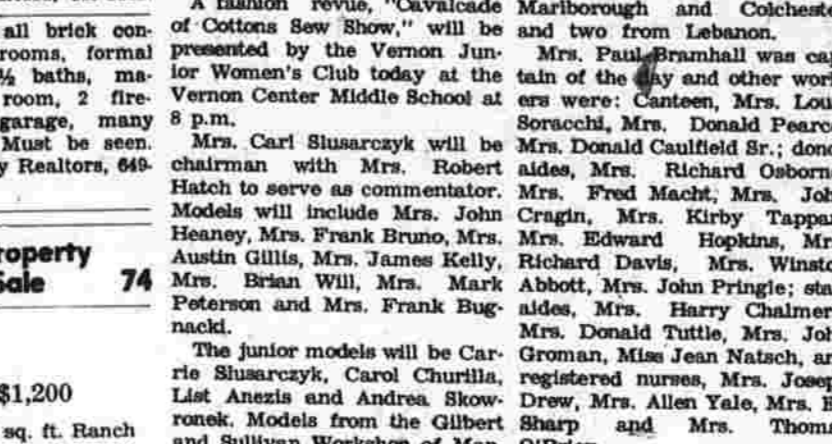 all brick con-
rooms, formal
½ baths, ma-
room, 2 fire-
garage, many
Must be seen.
Realtors, 649-
Sale 74
$1,200
sq. ft. Ranch
A fashion revue, "Cavalcade
of Cottons Sew Show," will be
presented by the Vernon Jun-
ior Women's Club today at the
Vernon Center Middle School at
8 p.m.
Mrs. Carl Slusarczyk will be
chairman with Mrs. Robert
Hatch to serve as commentator.
Models will include Mrs. John
Heaney, Mrs. Frank Bruno, Mrs.
Austin Gillis, Mrs. James Kelly,
Mrs. Brian Will, Mrs. Mark
Peterson and Mrs. Frank Bug-
nacki.
The junior models will be Car-
rie Slusarczyk, Carol Churilla,
List Anezis and Andrea Skow-
ronek. Models from the Gilbert
and Sullivan Workshop of Man-
Marlborough and Colcheste
and two from Lebanon.
Mrs. Paul Bramhall was cap
tain of the day and other wor
ers were: Canteen, Mrs. Lou
Soracchi, Mrs. Donald Pearc
Mrs. Donald Caulfield Sr.; dono
aides, Mrs. Richard Osborn
Mrs. Fred Macht, Mrs. Joh
Cragin, Mrs. Kirby Tappa
Mrs. Edward Hopkins, Mr
Richard Davis, Mrs. Winsto
Abbott, Mrs. John Pringle; sta
aides, Mrs. Harry Chalmer
Mrs. Donald Tuttle, Mrs. Joh
Groman, Miss Jean Natsch, an
registered nurses, Mrs. Josep
Drew, Mrs. Allen Yale, Mrs. E
Sharp and Mrs. Thoma
O'Brien